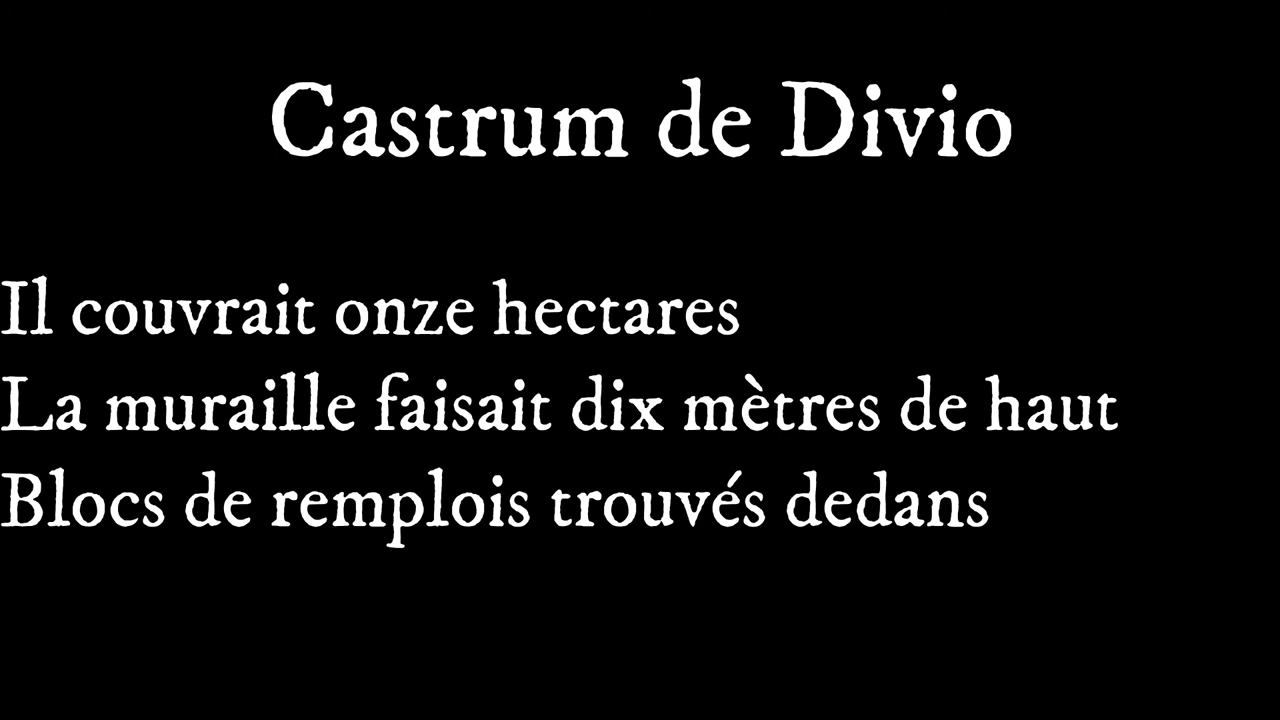 Castrum de Divio
Il couvrait onze hectares
La muraille faisait dix mètres de haut
Blocs de remplois trouvés dedans